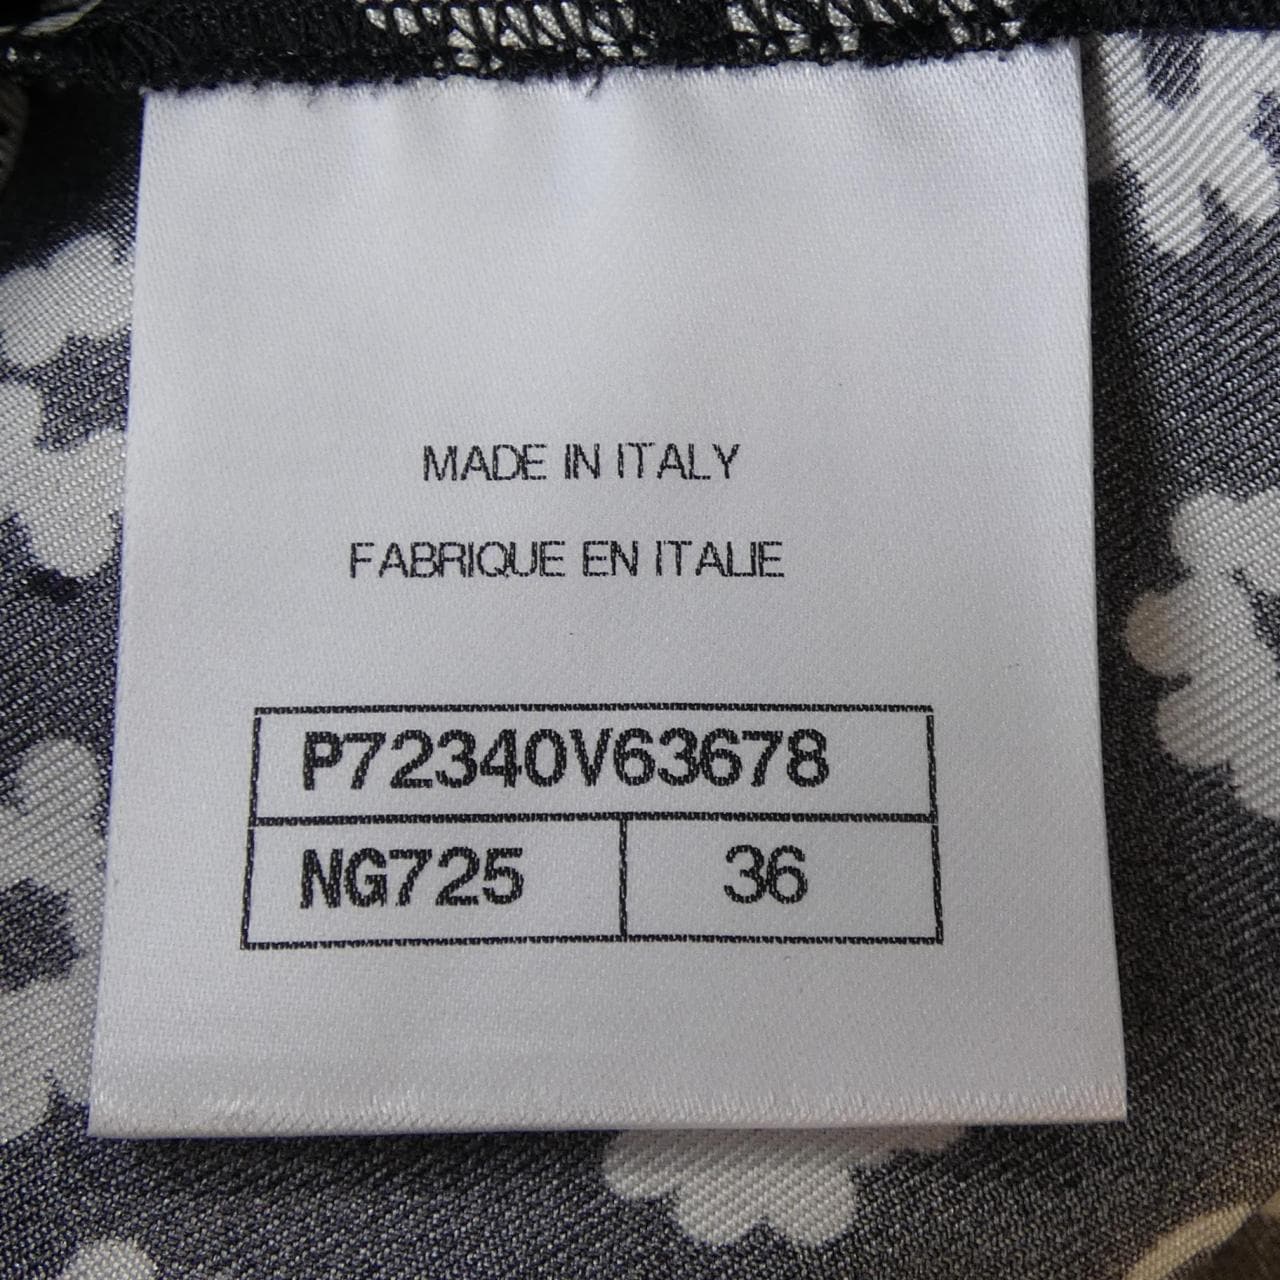 MADE IN ITALY
FABRIQUE EN ITALIE
P72340V63678
NG725 36